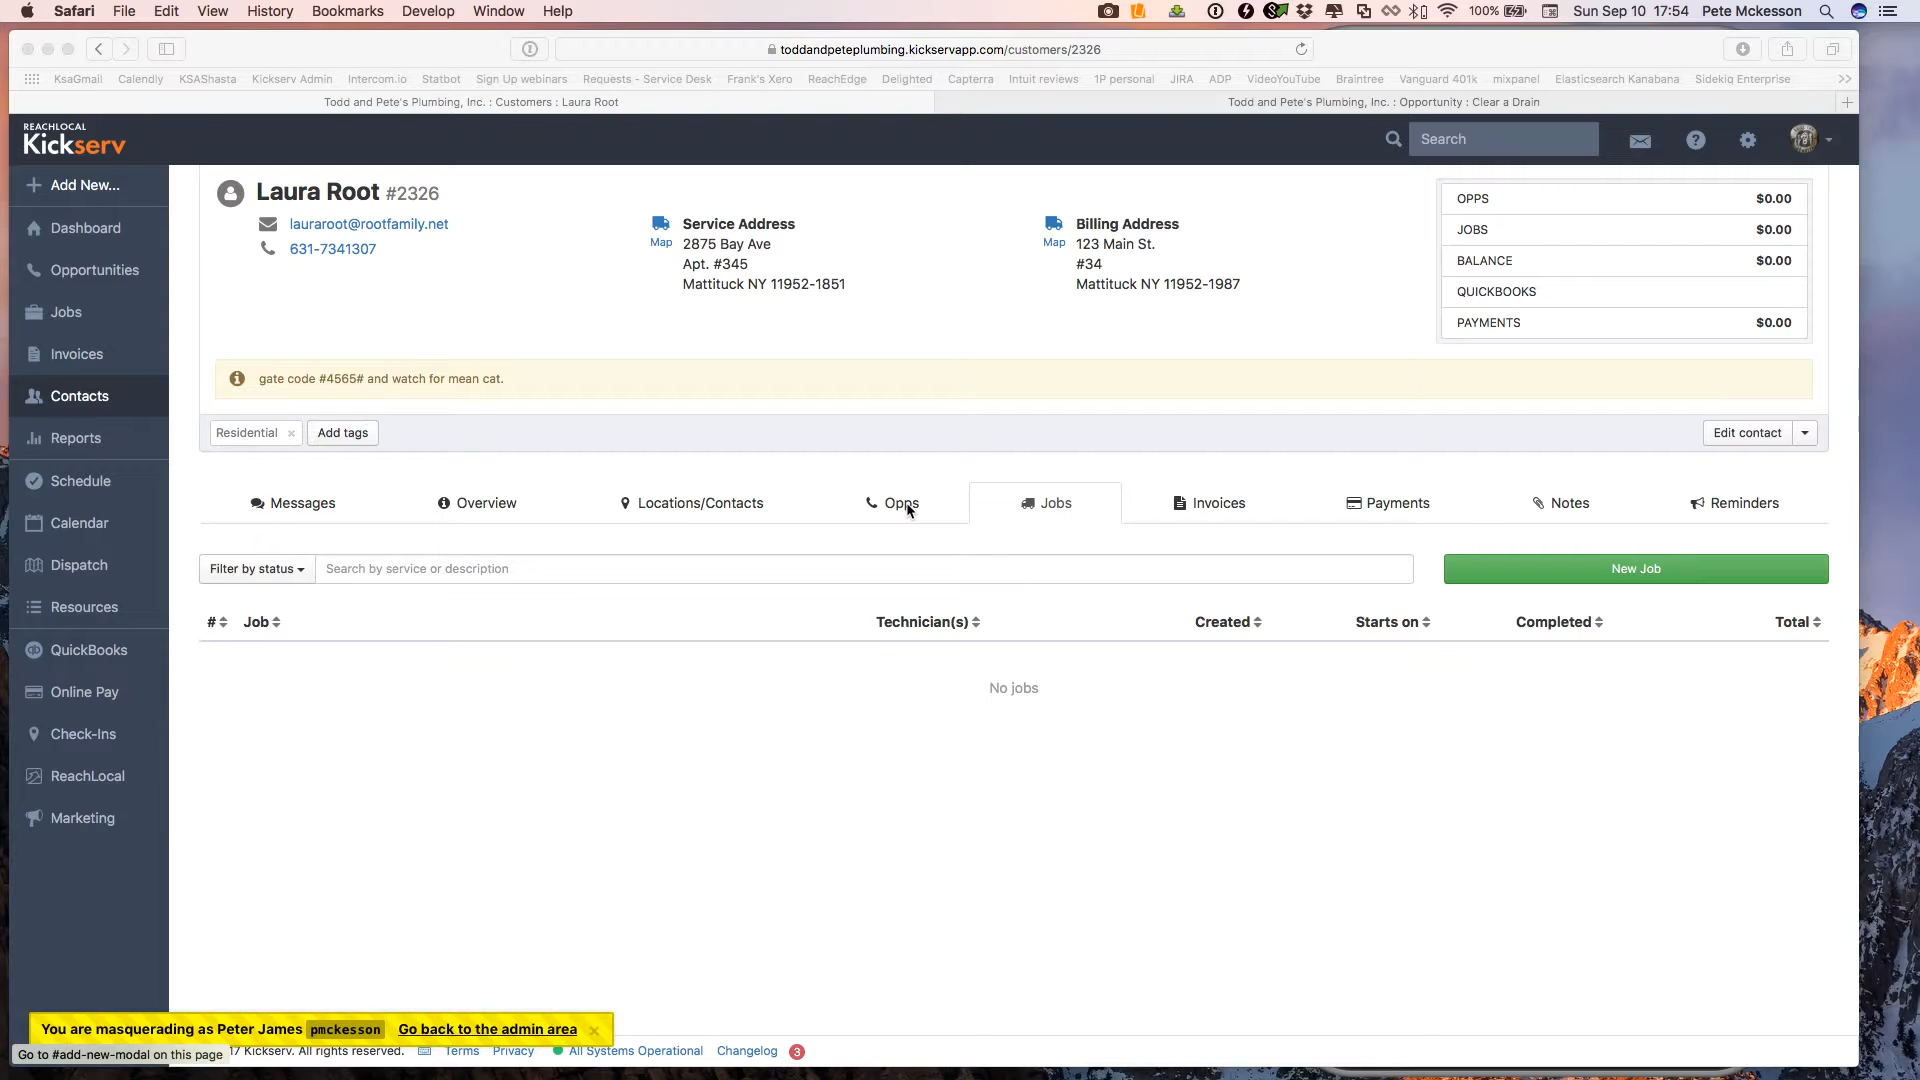 Safari File Edit View History Bookmarks Develop Window Help 100% Sun Sep 10 17:54 Pete Mckesson
toddandpeteplumbing.kickservapp.com/customers/2326
KsaGmail Calendly KSAShasta Kickserv Admin Intercom.io Statbot Sign Up webinars Requests - Service Desk Frank's Xero ReachEdge Delighted Capterra Intuit reviews 1P personal JIRA ADP VideoYouTube Braintree Vanguard 401k mixpanel Elasticsearch Kanabana Sidekiq Enterprise
Todd and Pete's Plumbing, Inc. : Customers : Laura Root Todd and Pete's Plumbing, Inc. : Opportunity : Clear a Drain
REACHLOCAL
Kickserv
Search
Add New...
Dashboard
Opportunities
Jobs
Invoices
Contacts
Reports
Schedule
Calendar
Dispatch
Resources
QuickBooks
Online Pay
Check-Ins
ReachLocal
Marketing
Laura Root #2326
lauraroot@rootfamily.net
631-7341307
Map
Service Address
2875 Bay Ave
Apt. #345
Mattituck NY 11952-1851
Map
Billing Address
123 Main St.
#34
Mattituck NY 11952-1987
OPPS $0.00
JOBS $0.00
BALANCE $0.00
QUICKBOOKS
PAYMENTS $0.00
gate code #4565# and watch for mean cat.
Residential × Add tags Edit contact
Messages Overview Locations/Contacts Opps Jobs Invoices Payments Notes Reminders
Filter by status Search by service or description New Job
# Job Technician(s) Created Starts on Completed Total
No jobs
You are masquerading as Peter James pmckesson Go back to the admin area ×
Go to #add-new-modal on this page
17 Kickserv. All rights reserved. Terms Privacy All Systems Operational Changelog 3